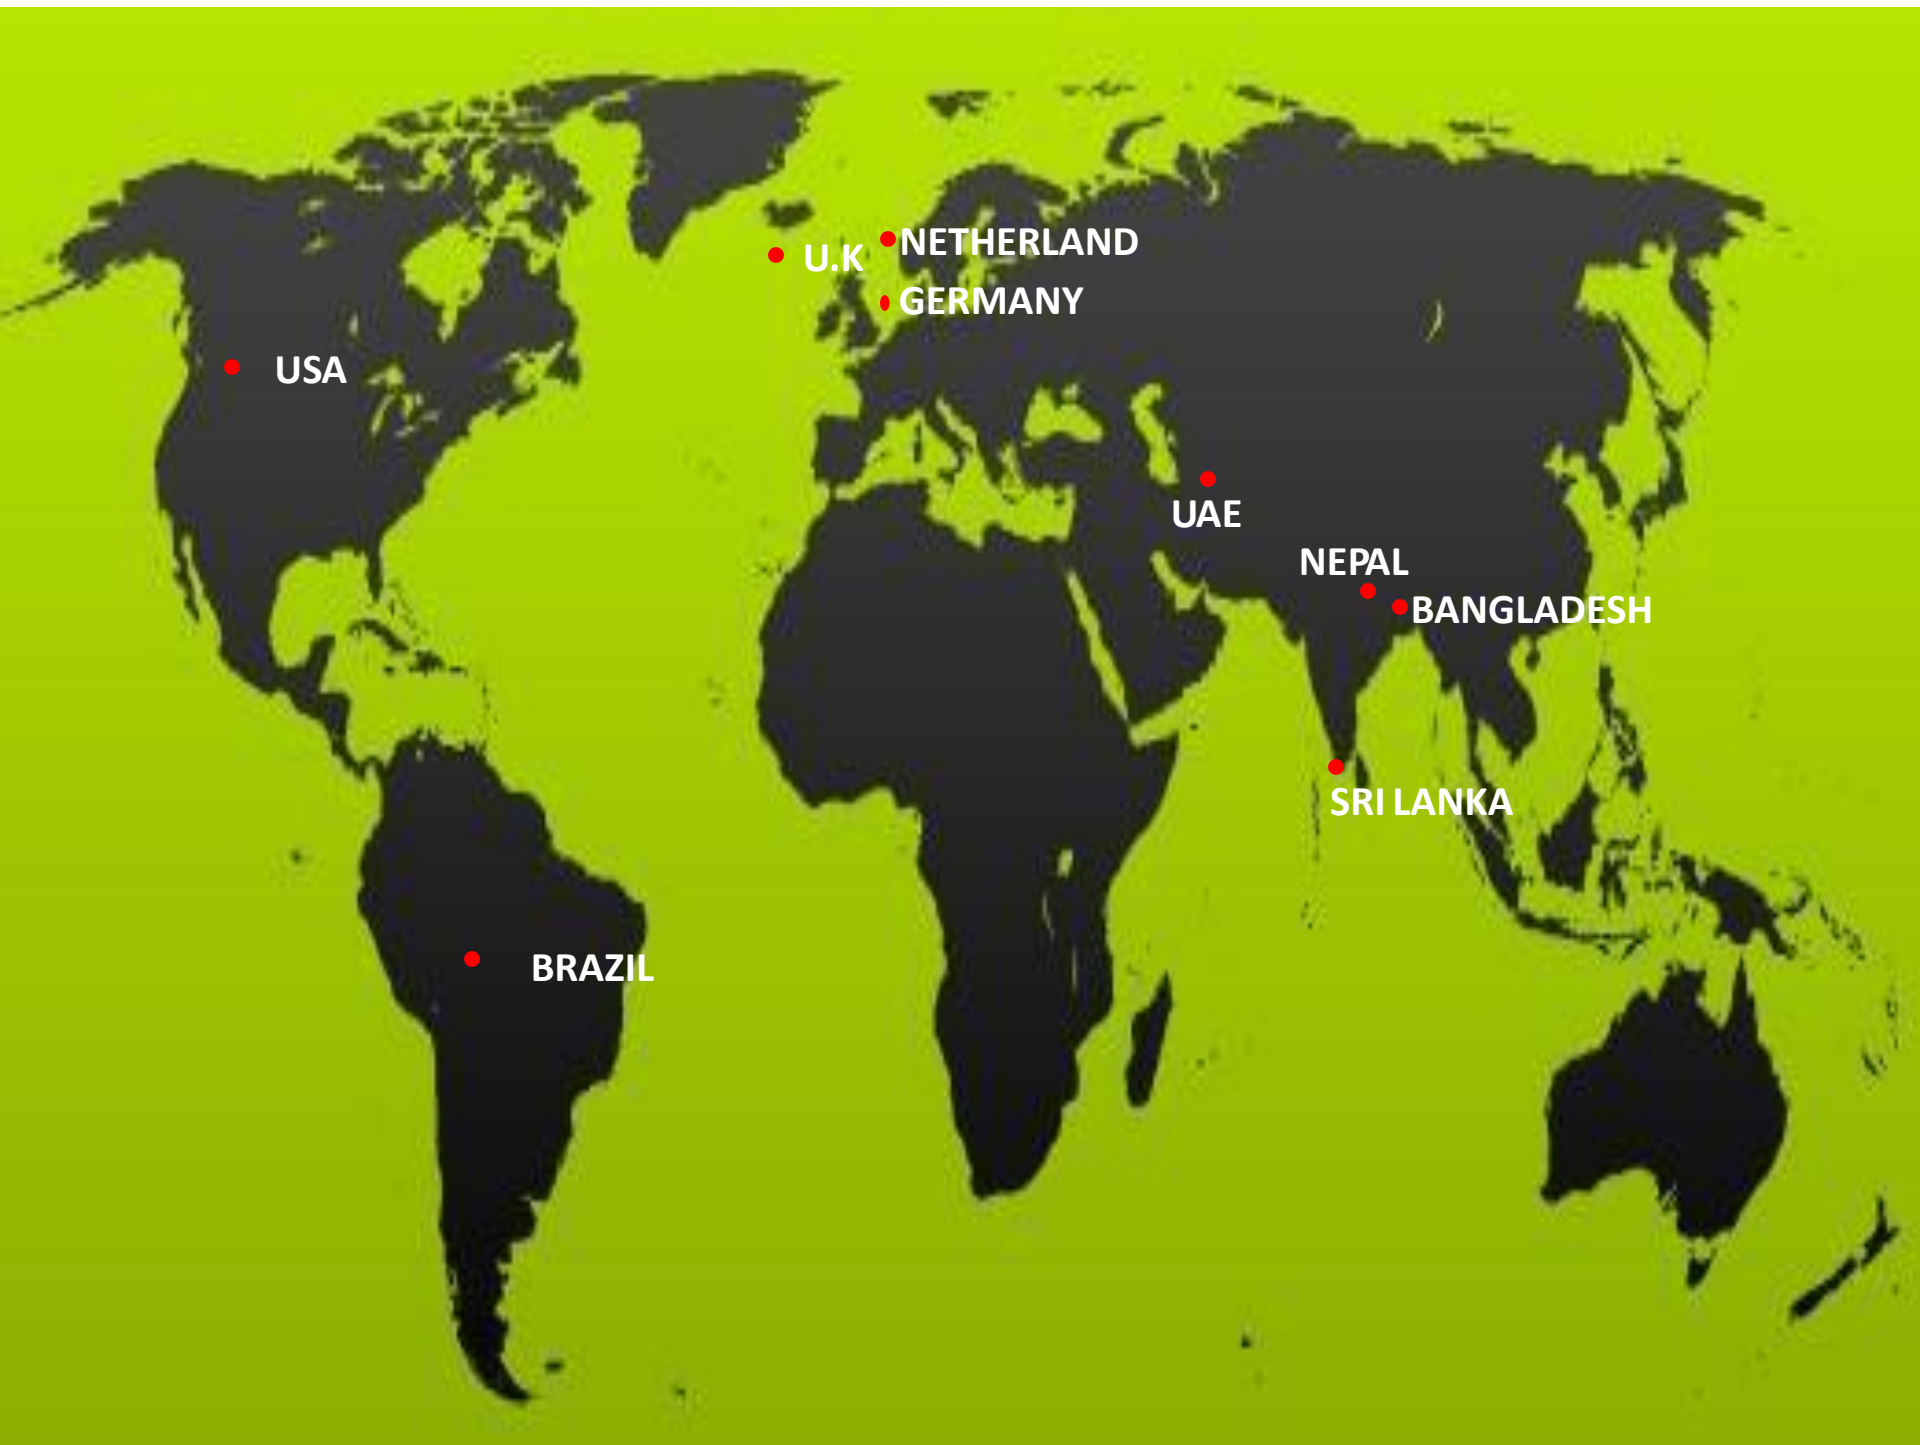 NETHERLAND
U.K
GERMANY
USA
UAE
NEPAL
BANGLADESH
SRI LANKA
BRAZIL